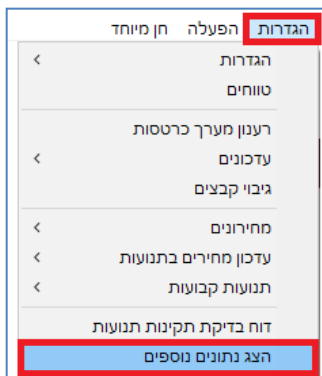 הגדרות הפעלה חן מיוחד
הגדרות
טווחים
רענון מערך כרטסות
עדכונים
גיבוי קבצים
מחירונים
עדכון מחירים בתנועות
תנועות קבועות
דוח בדיקת תקינות תנועות
הצג נתונים נוספים